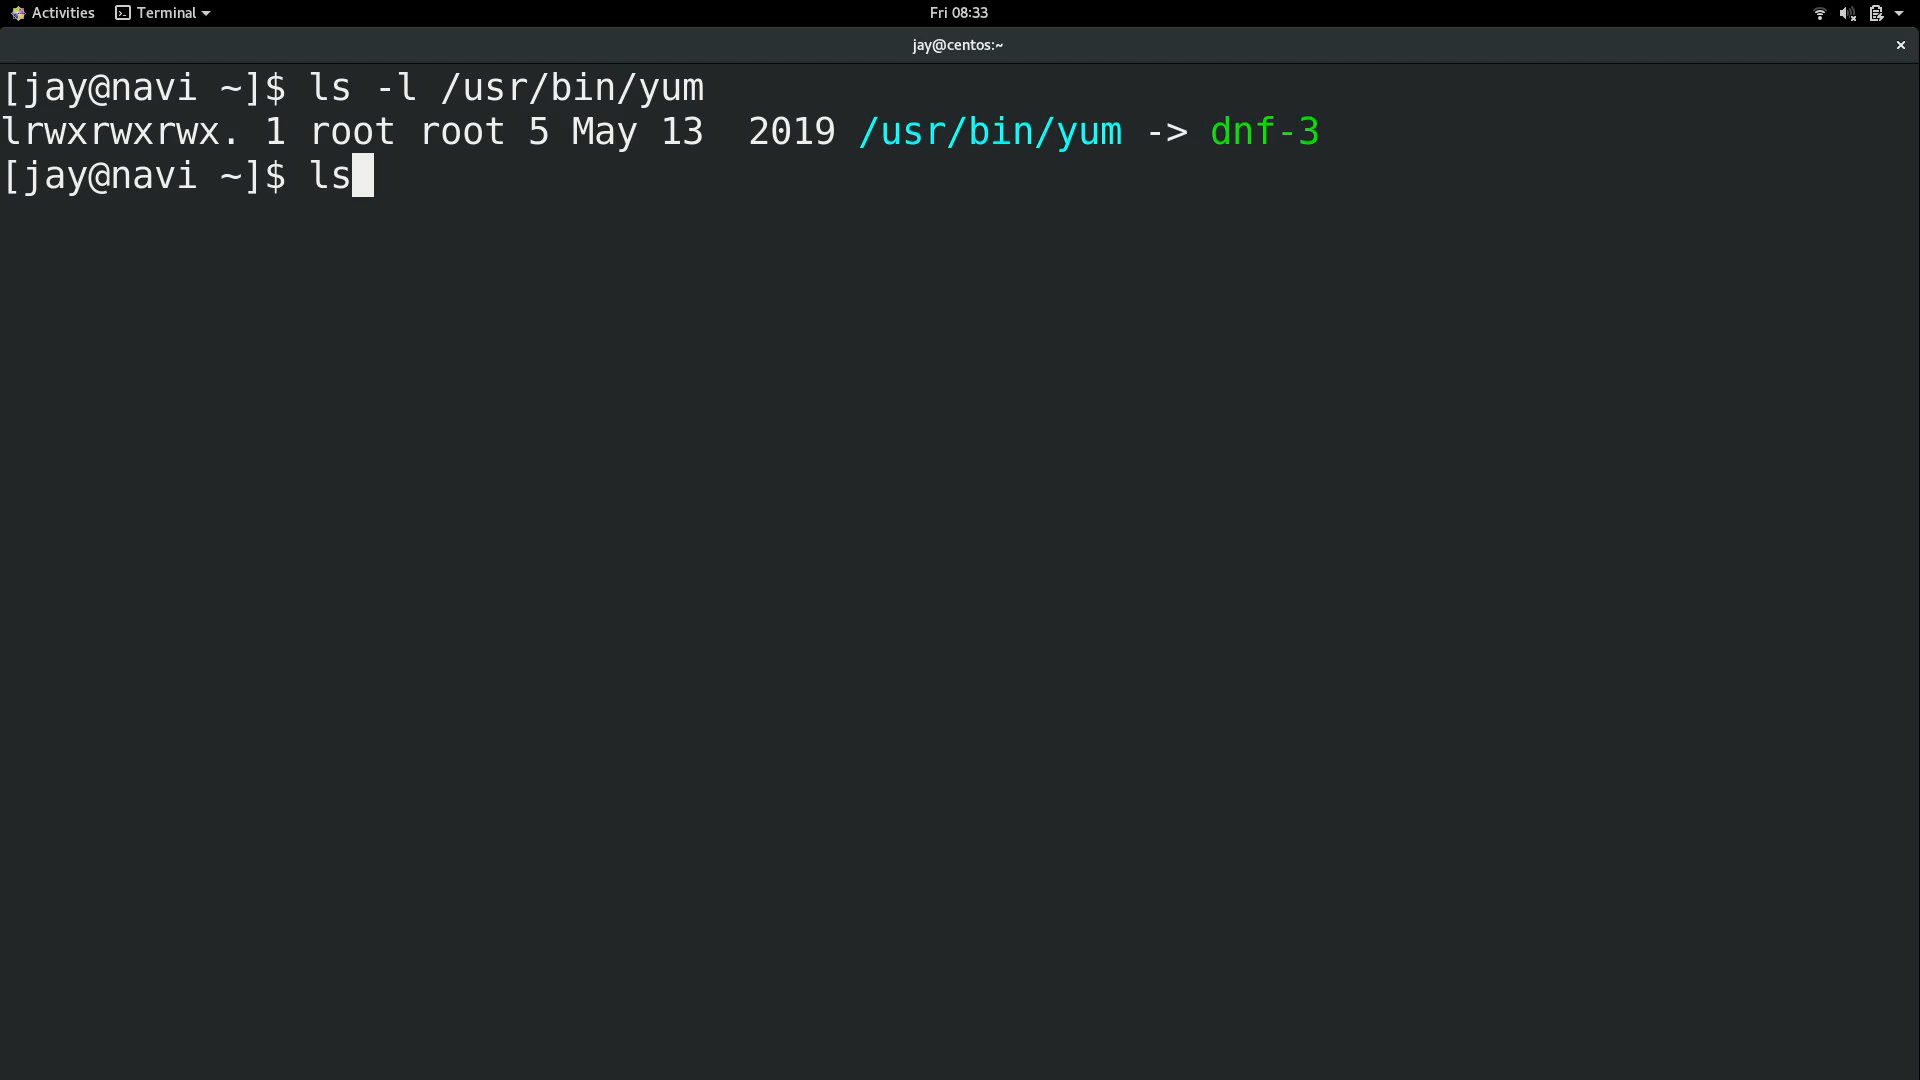 Activities Terminal Fri 08:33
jay@centos:~
[jay@navi ~]$ ls -l /usr/bin/yum
lrwxrwxrwx. 1 root root 5 May 13  2019 /usr/bin/yum -> dnf-3
[jay@navi ~]$ ls